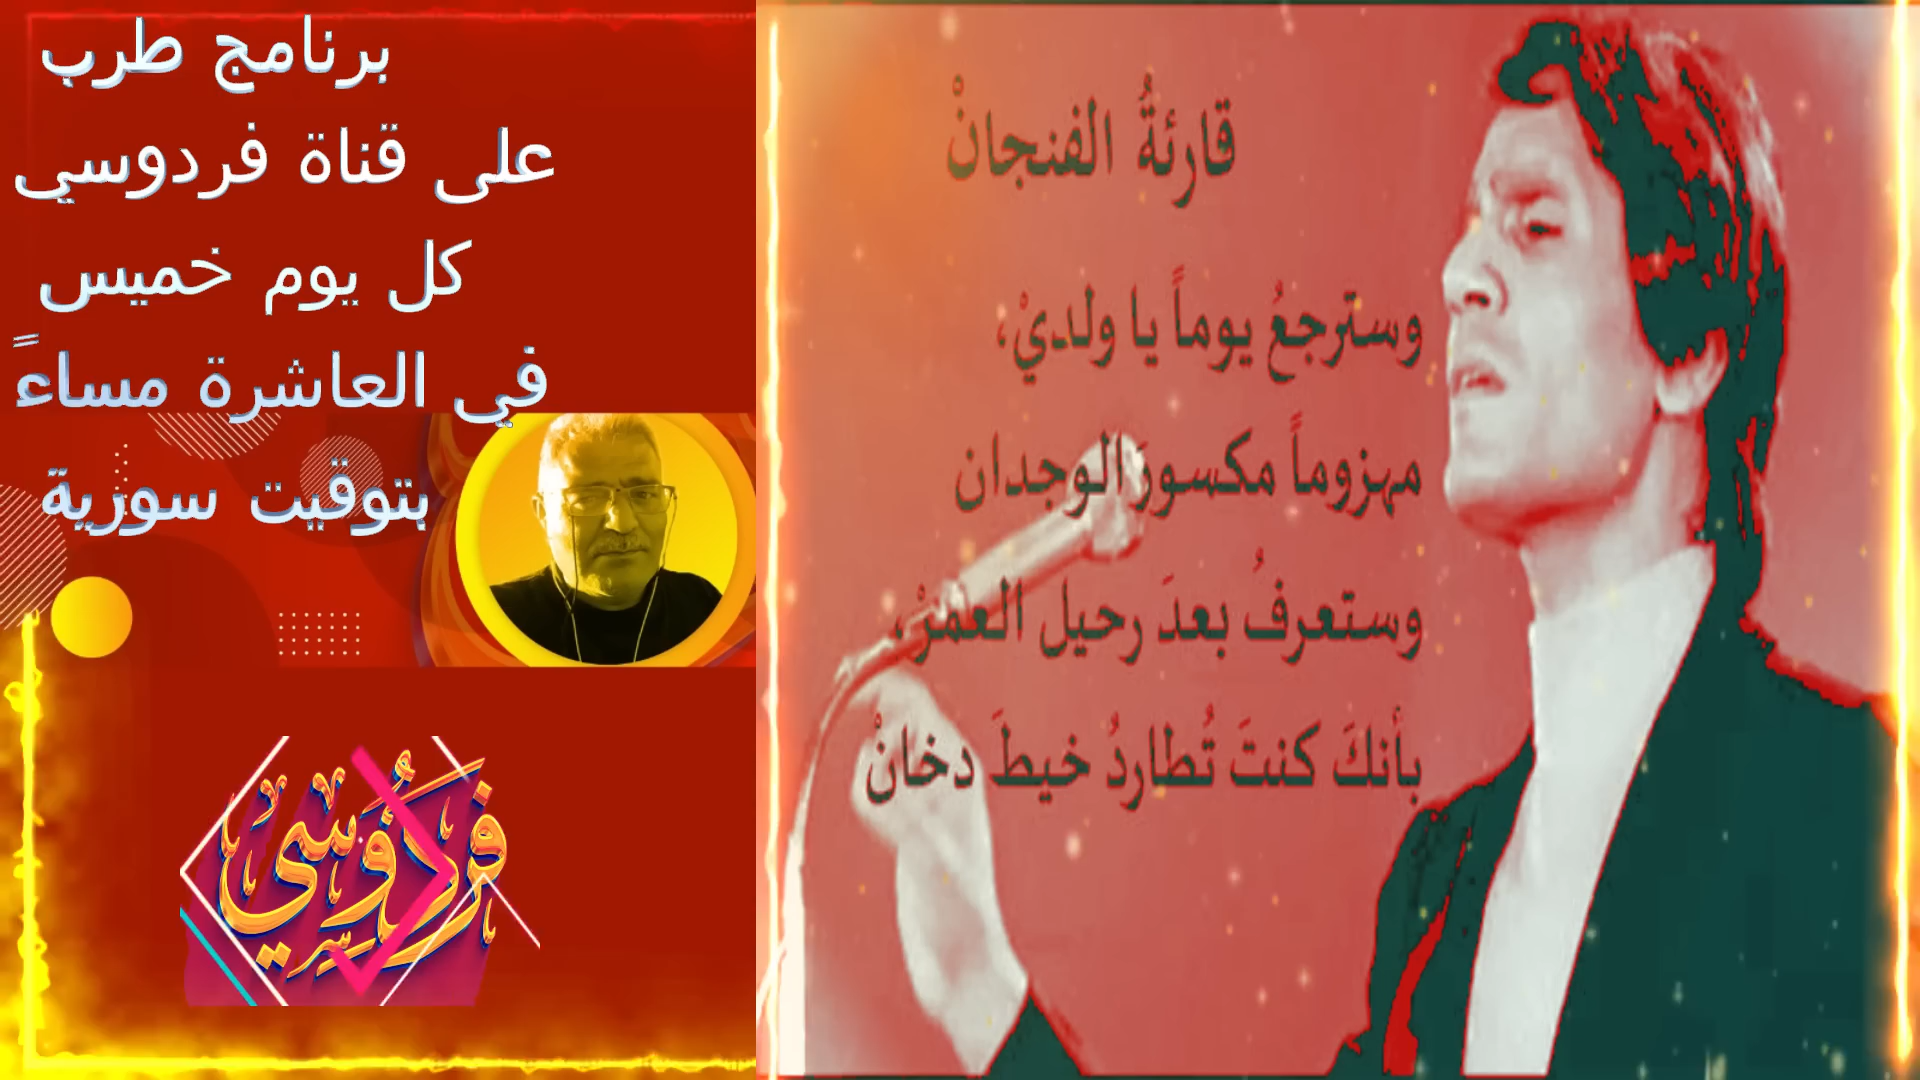 برنامج طرب
على قناة فردوسي
كل يوم خميس
في العاشرة مساءً
بتوقيت سورية
فردوسي
قارئةُ الفنجانْ
وسترجعُ يوماً يا ولديْ،
مهزوماً مكسورَ الوجدان
وستعرفُ بعدَ رحيل العمرْ،
بأنكَ كنتَ تُطاردُ خيطَ دخانْ